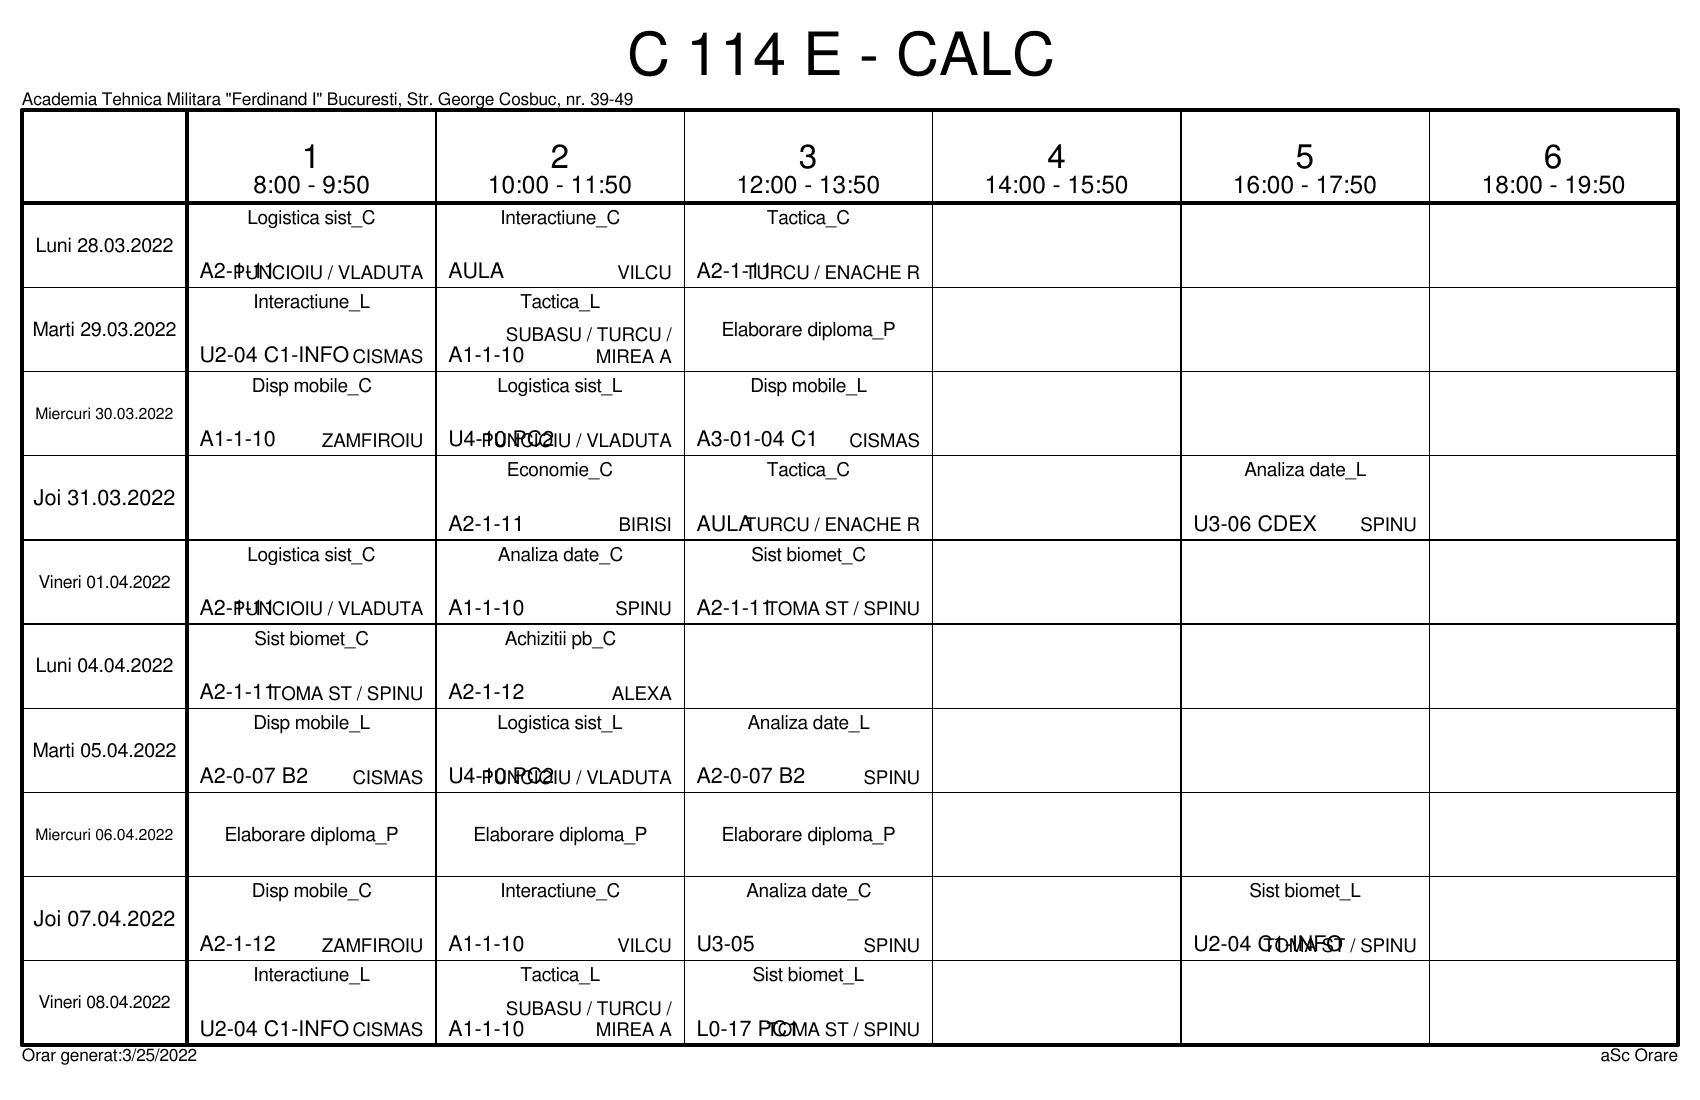 C 114 E - CALC
Academia Tehnica Militara "Ferdinand I" Bucuresti, Str. George Cosbuc, nr. 39-49
1 2 3 4 5 6
8:00 - 9:50 10:00 - 11:50 12:00 - 13:50 14:00 - 15:50 16:00 - 17:50 18:00 - 19:50
Luni 28.03.2022
Logistica sist_C
A2-1-11 PUNCIOIU / VLADUTA
Interactiune_C
AULA VILCU
Tactica_C
A2-1-11 TURCU / ENACHE R
Marti 29.03.2022
Interactiune_L
U2-04 C1-INFO CISMAS
Tactica_L
SUBASU / TURCU /
A1-1-10 MIREA A
Elaborare diploma_P
Miercuri 30.03.2022
Disp mobile_C
A1-1-10 ZAMFIROIU
Logistica sist_L
U4-10 PC2 PUNCIOIU / VLADUTA
Disp mobile_L
A3-01-04 C1 CISMAS
Joi 31.03.2022
Economie_C
A2-1-11 BIRISI
Tactica_C
AULA TURCU / ENACHE R
Analiza date_L
U3-06 CDEX SPINU
Vineri 01.04.2022
Logistica sist_C
A2-1-11 PUNCIOIU / VLADUTA
Analiza date_C
A1-1-10 SPINU
Sist biomet_C
A2-1-11 TOMA ST / SPINU
Luni 04.04.2022
Sist biomet_C
A2-1-11 TOMA ST / SPINU
Achizitii pb_C
A2-1-12 ALEXA
Marti 05.04.2022
Disp mobile_L
A2-0-07 B2 CISMAS
Logistica sist_L
U4-10 PC2 PUNCIOIU / VLADUTA
Analiza date_L
A2-0-07 B2 SPINU
Miercuri 06.04.2022
Elaborare diploma_P
Elaborare diploma_P
Elaborare diploma_P
Joi 07.04.2022
Disp mobile_C
A2-1-12 ZAMFIROIU
Interactiune_C
A1-1-10 VILCU
Analiza date_C
U3-05 SPINU
Sist biomet_L
U2-04 C1-INFO TOMA ST / SPINU
Vineri 08.04.2022
Interactiune_L
U2-04 C1-INFO CISMAS
Tactica_L
SUBASU / TURCU /
A1-1-10 MIREA A
Sist biomet_L
L0-17 PC1 TOMA ST / SPINU
Orar generat:3/25/2022 aSc Orare